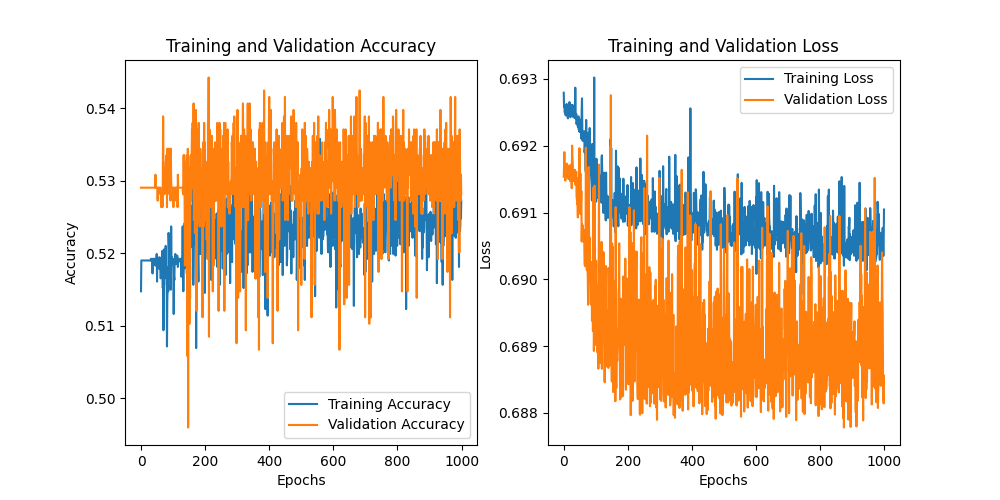 Training and Validation Accuracy
Accuracy
0.54
0.53
0.52
0.51
0.50
Training Accuracy
Validation Accuracy
0 200 400 600 800 1000
Epochs
Training and Validation Loss
Loss
0.693
0.692
0.691
0.690
0.689
0.688
Training Loss
Validation Loss
0 200 400 600 800 1000
Epochs